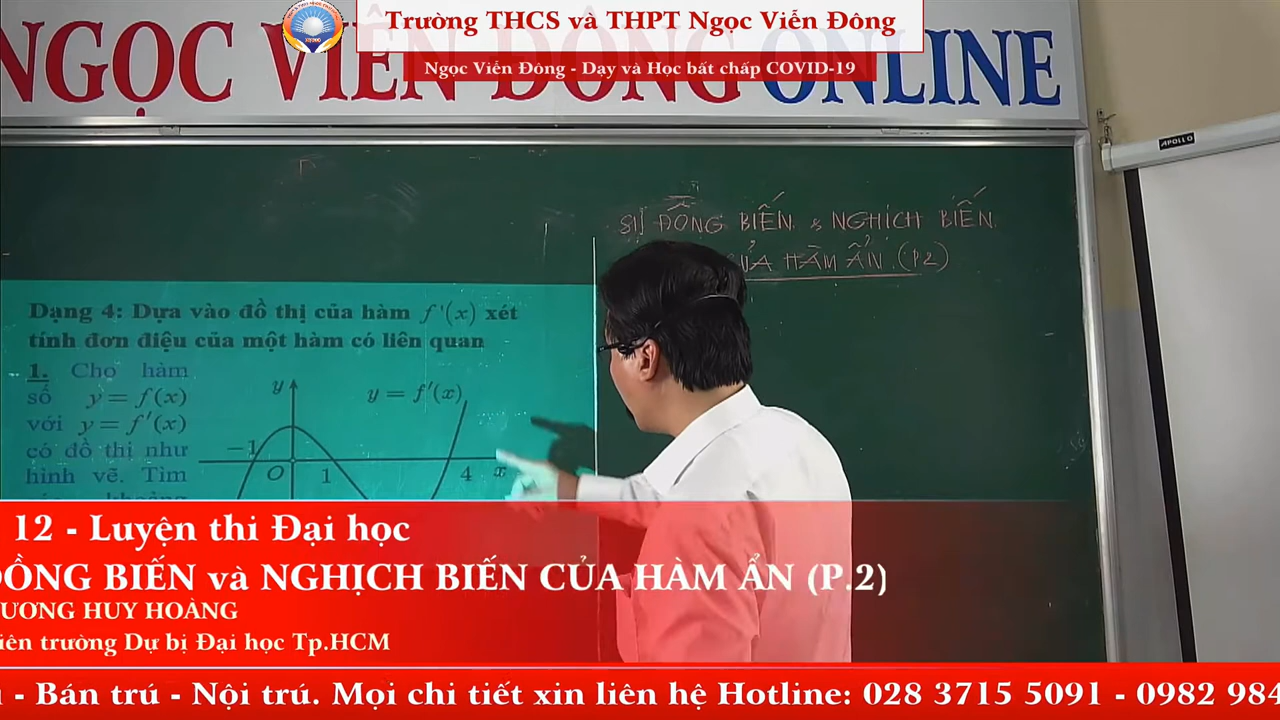 Trường THCS và THPT Ngọc Viễn Đông
NGỌC VIỄN ĐÔNG ONLINE
Ngọc Viễn Đông - Dạy và Học bất chấp COVID-19
APOLLO
SỰ ĐỒNG BIẾN & NGHỊCH BIẾN
CỦA HÀM ẨN (P.2)
Dạng 4: Dựa vào đồ thị của hàm f'(x) xét
tính đơn điệu của một hàm có liên quan
1. Cho hàm
số y = f(x)
với y = f'(x)
có đồ thị như
hình vẽ. Tìm
y
y = f'(x)
-1
O 1 4 x
12 - Luyện thi Đại học
ĐỒNG BIẾN và NGHỊCH BIẾN CỦA HÀM ẨN (P.2)
ƯƠNG HUY HOÀNG
iên trường Dự bị Đại học Tp.HCM
- Bán trú - Nội trú. Mọi chi tiết xin liên hệ Hotline: 028 3715 5091 - 0982 984